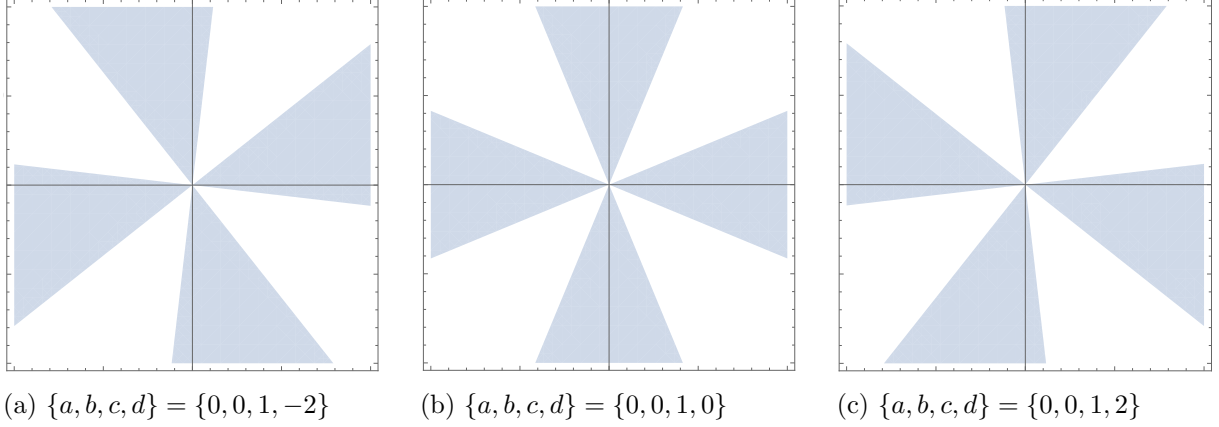 (a) {a, b, c, d} = {0, 0, 1, −2}
(b) {a, b, c, d} = {0, 0, 1, 0}
(c) {a, b, c, d} = {0, 0, 1, 2}